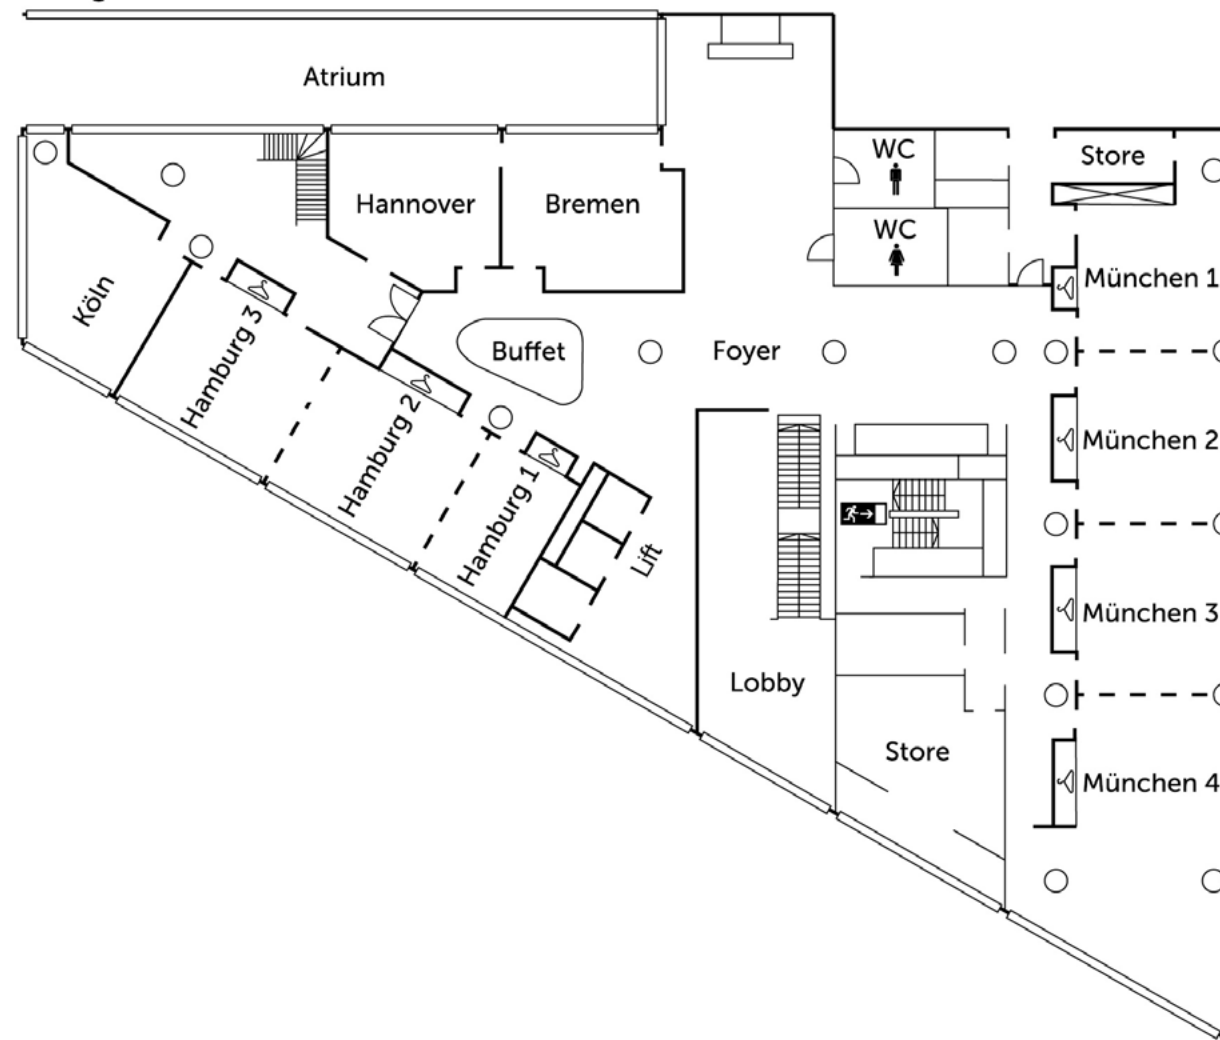 Atrium
WC
Store
Hannover
Bremen
WC
München 1
Köln
Hamburg 3
Buffet
Foyer
Hamburg 2
München 2
Hamburg 1
Lift
München 3
Lobby
Store
München 4